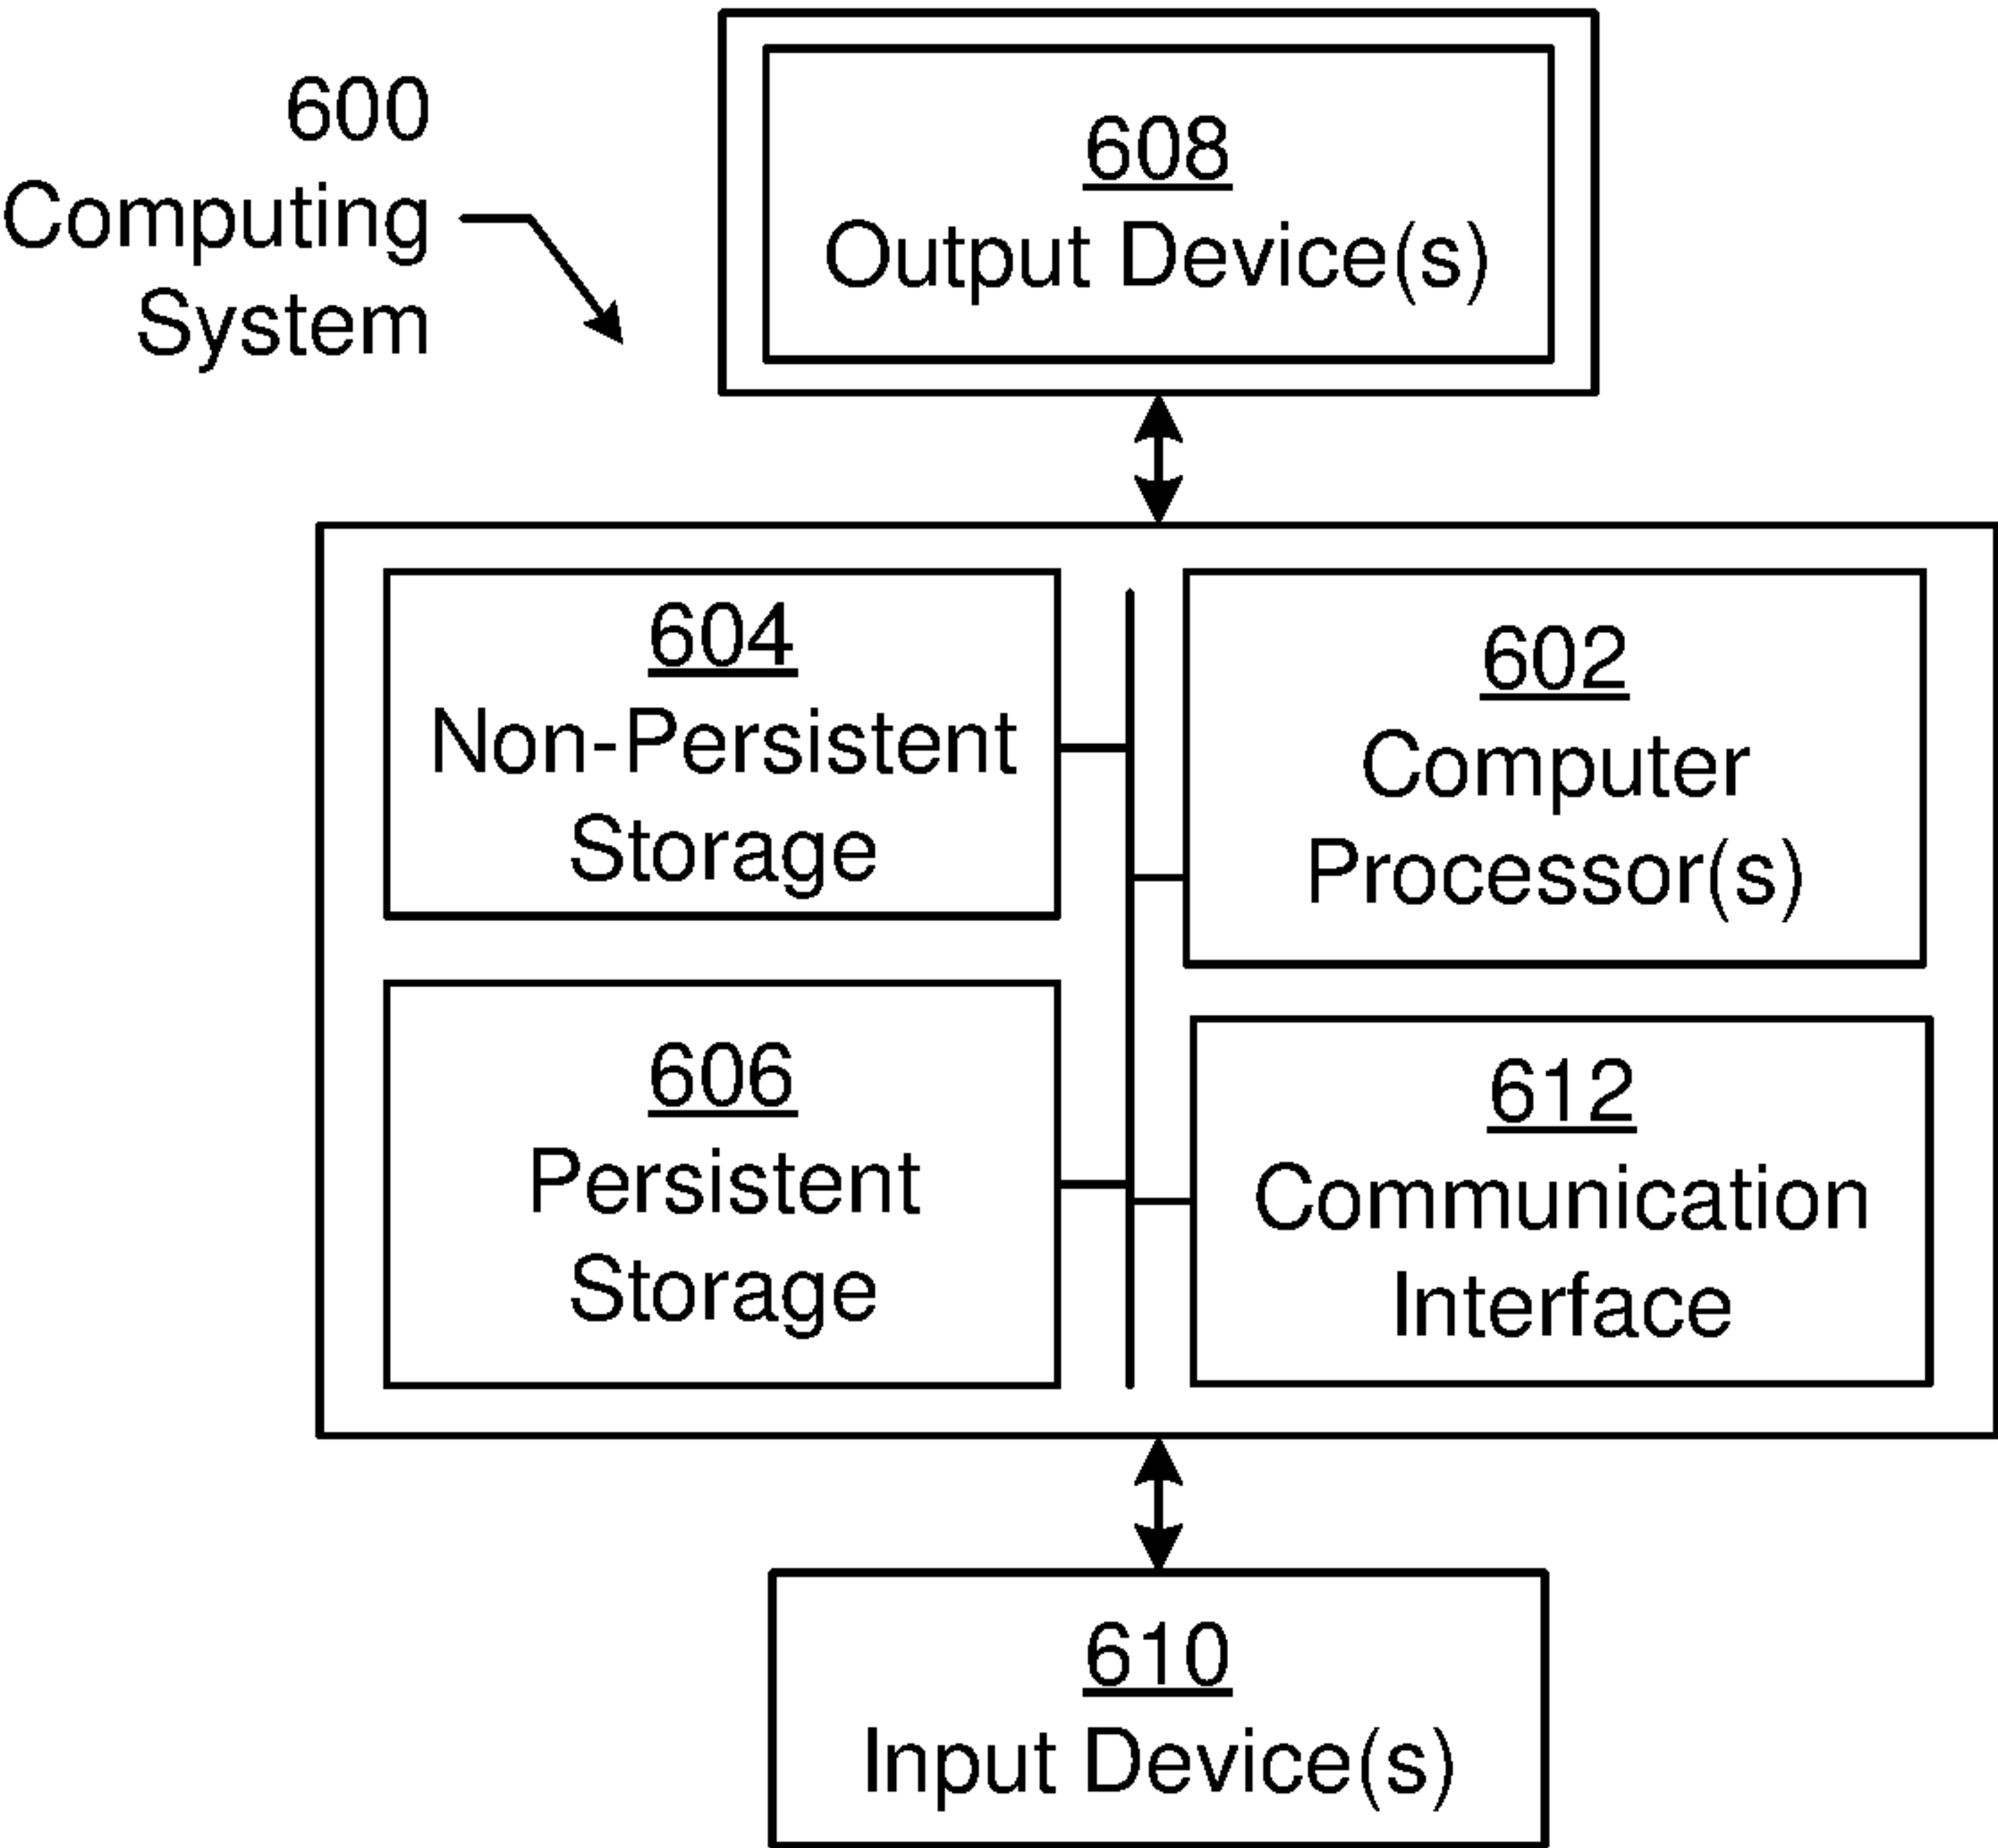 600
Computing
System
608
Output Device(s)
604
Non-Persistent
Storage
602
Computer
Processor(s)
606
Persistent
Storage
612
Communication
Interface
610
Input Device(s)